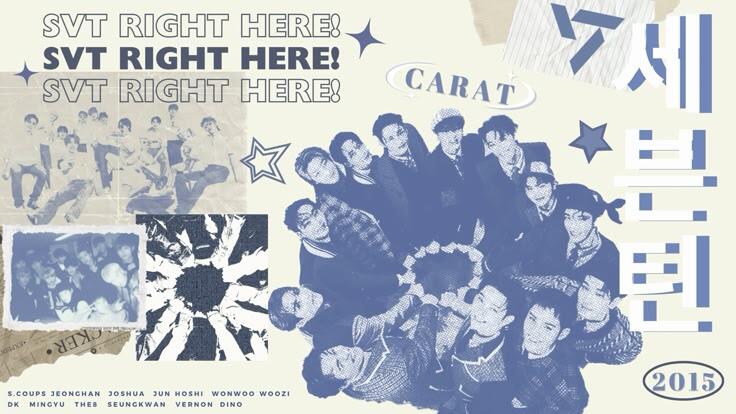 SVT RIGHT HERE!
SVT RIGHT HERE!
SVT RIGHT HERE!
CARAT
세
븐
틴
2015
S.COUPS JEONGHAN JOSHUA JUN HOSHI WONWOO WOOZI
DK MINGYU THE8 SEUNGKWAN VERNON DINO